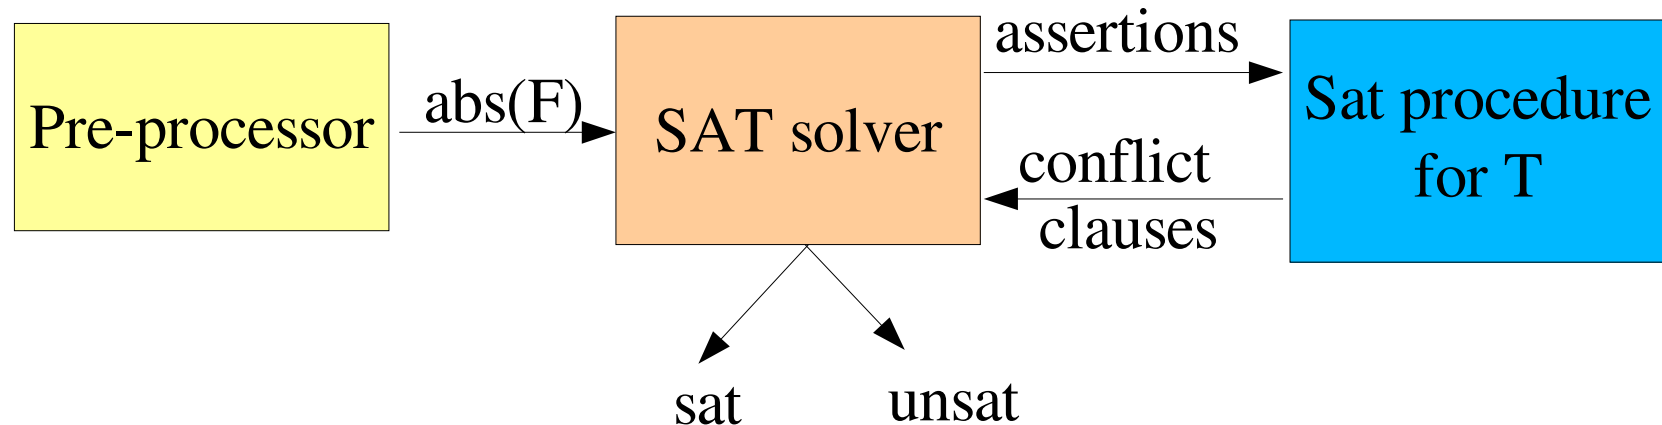 Pre-processor
abs(F)
SAT solver
assertions
conflict
clauses
Sat procedure
for T
sat
unsat